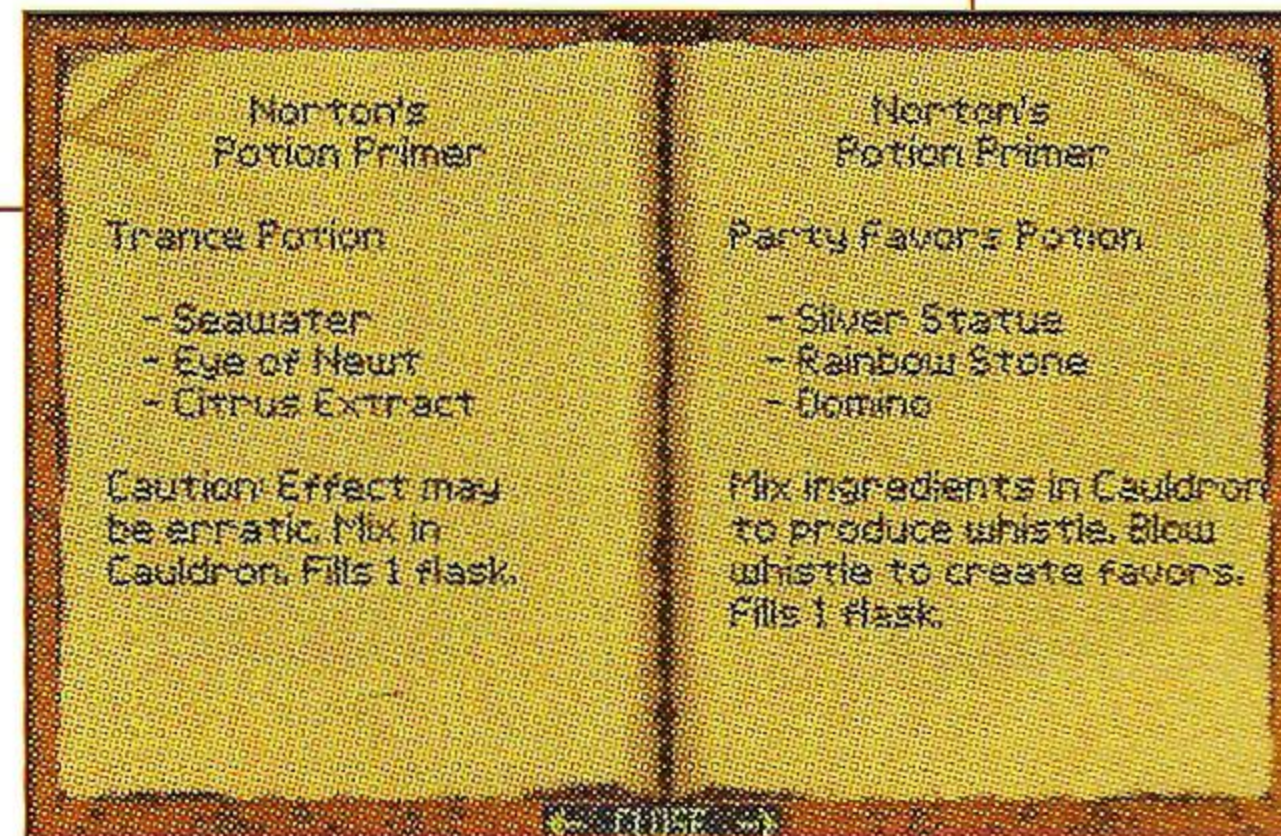 Norton's
Potion Primer
Trance Potion
- Seawater
- Eye of Newt
- Citrus Extract
Caution: Effect may
be erratic. Mix in
Cauldron. Fills 1 flask.
Norton's
Potion Primer
Party Favors Potion
- Silver Statue
- Rainbow Stone
- Domino
Mix ingredients in Cauldron
to produce whistle. Blow
whistle to create favors.
Fills 1 flask.
← CLOSE →